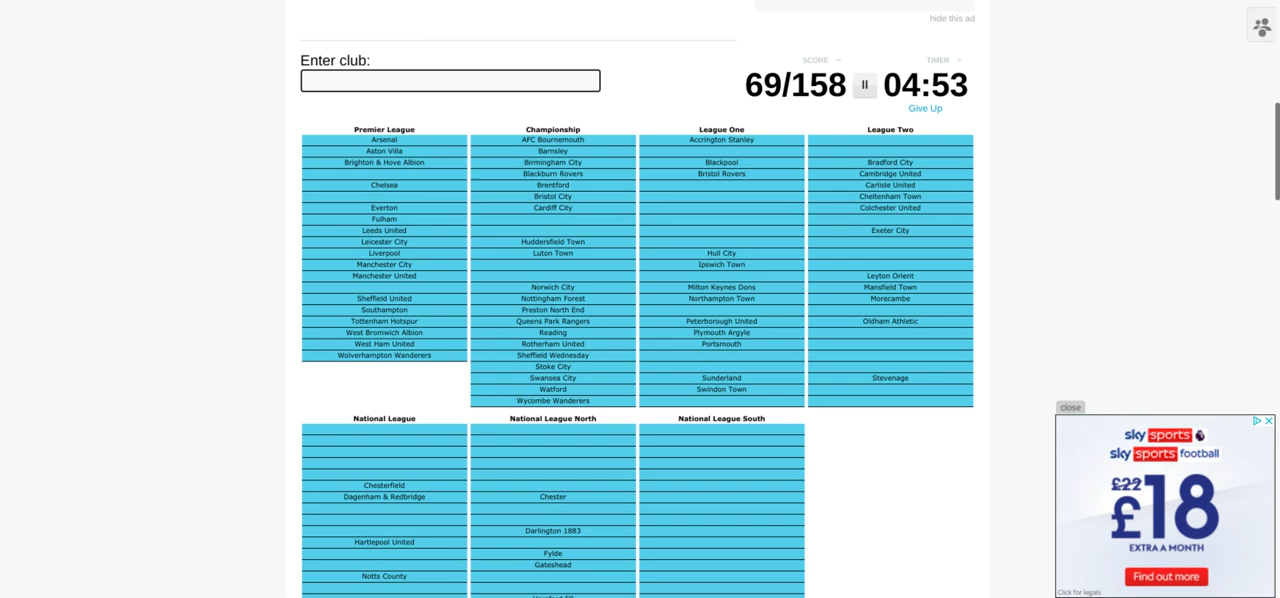 hide this ad
Enter club:
SCORE
TIMER
69/158
04:53
Give Up
Premier League
Arsenal
Aston Villa
Brighton & Hove Albion
Chelsea
Everton
Fulham
Leeds United
Leicester City
Liverpool
Manchester City
Manchester United
Sheffield United
Southampton
Tottenham Hotspur
West Bromwich Albion
West Ham United
Wolverhampton Wanderers
Championship
AFC Bournemouth
Barnsley
Birmingham City
Blackburn Rovers
Brentford
Bristol City
Cardiff City
Huddersfield Town
Luton Town
Norwich City
Nottingham Forest
Preston North End
Queens Park Rangers
Reading
Rotherham United
Sheffield Wednesday
Stoke City
Swansea City
Watford
Wycombe Wanderers
League One
Accrington Stanley
Blackpool
Bristol Rovers
Hull City
Ipswich Town
Milton Keynes Dons
Northampton Town
Peterborough United
Plymouth Argyle
Portsmouth
Sunderland
Swindon Town
League Two
Bradford City
Cambridge United
Carlisle United
Cheltenham Town
Colchester United
Exeter City
Leyton Orient
Mansfield Town
Morecambe
Oldham Athletic
Stevenage
National League
Chesterfield
Dagenham & Redbridge
Hartlepool United
Notts County
National League North
Chester
Darlington 1883
Fylde
Gateshead
National League South
close
sky sports
sky sports football
£22
£18
EXTRA A MONTH
Find out more
Click for legals